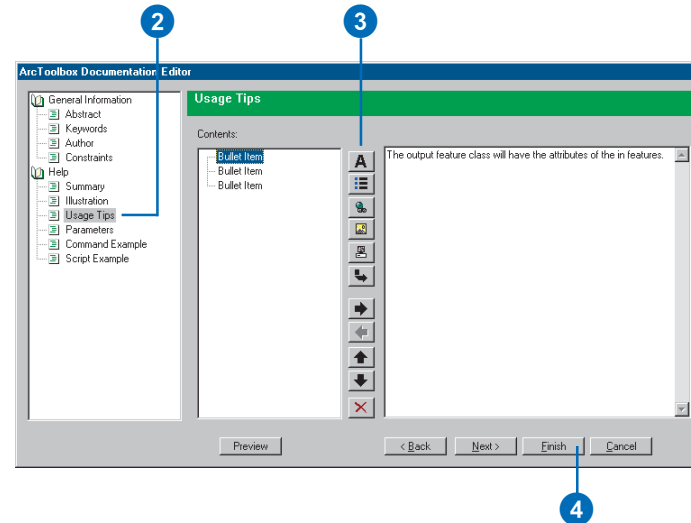 2
3
ArcToolbox Documentation Editor
General Information
Abstract
Keywords
Author
Constraints
Help
Summary
Illustration
Usage Tips
Parameters
Command Example
Script Example
Usage Tips
Contents:
Bullet Item
Bullet Item
Bullet Item
A
The output feature class will have the attributes of the in features.
Preview
< Back
Next >
Finish
Cancel
4